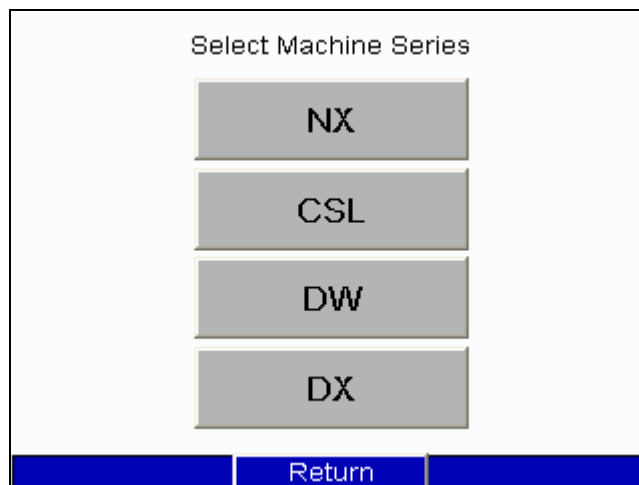 Select Machine Series
NX
CSL
DW
DX
Return